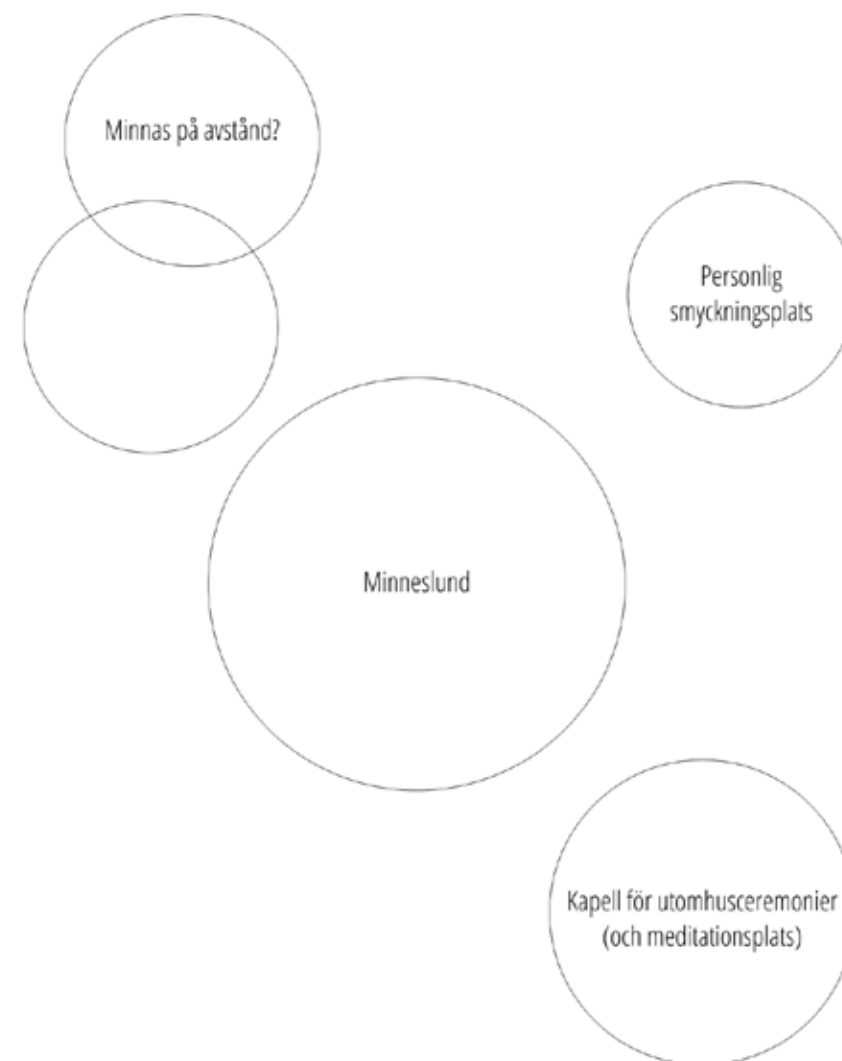 Minnas på avstånd?
Personlig
smyckningsplats
Minneslund
Kapell för utomhusceremonier
(och meditationsplats)